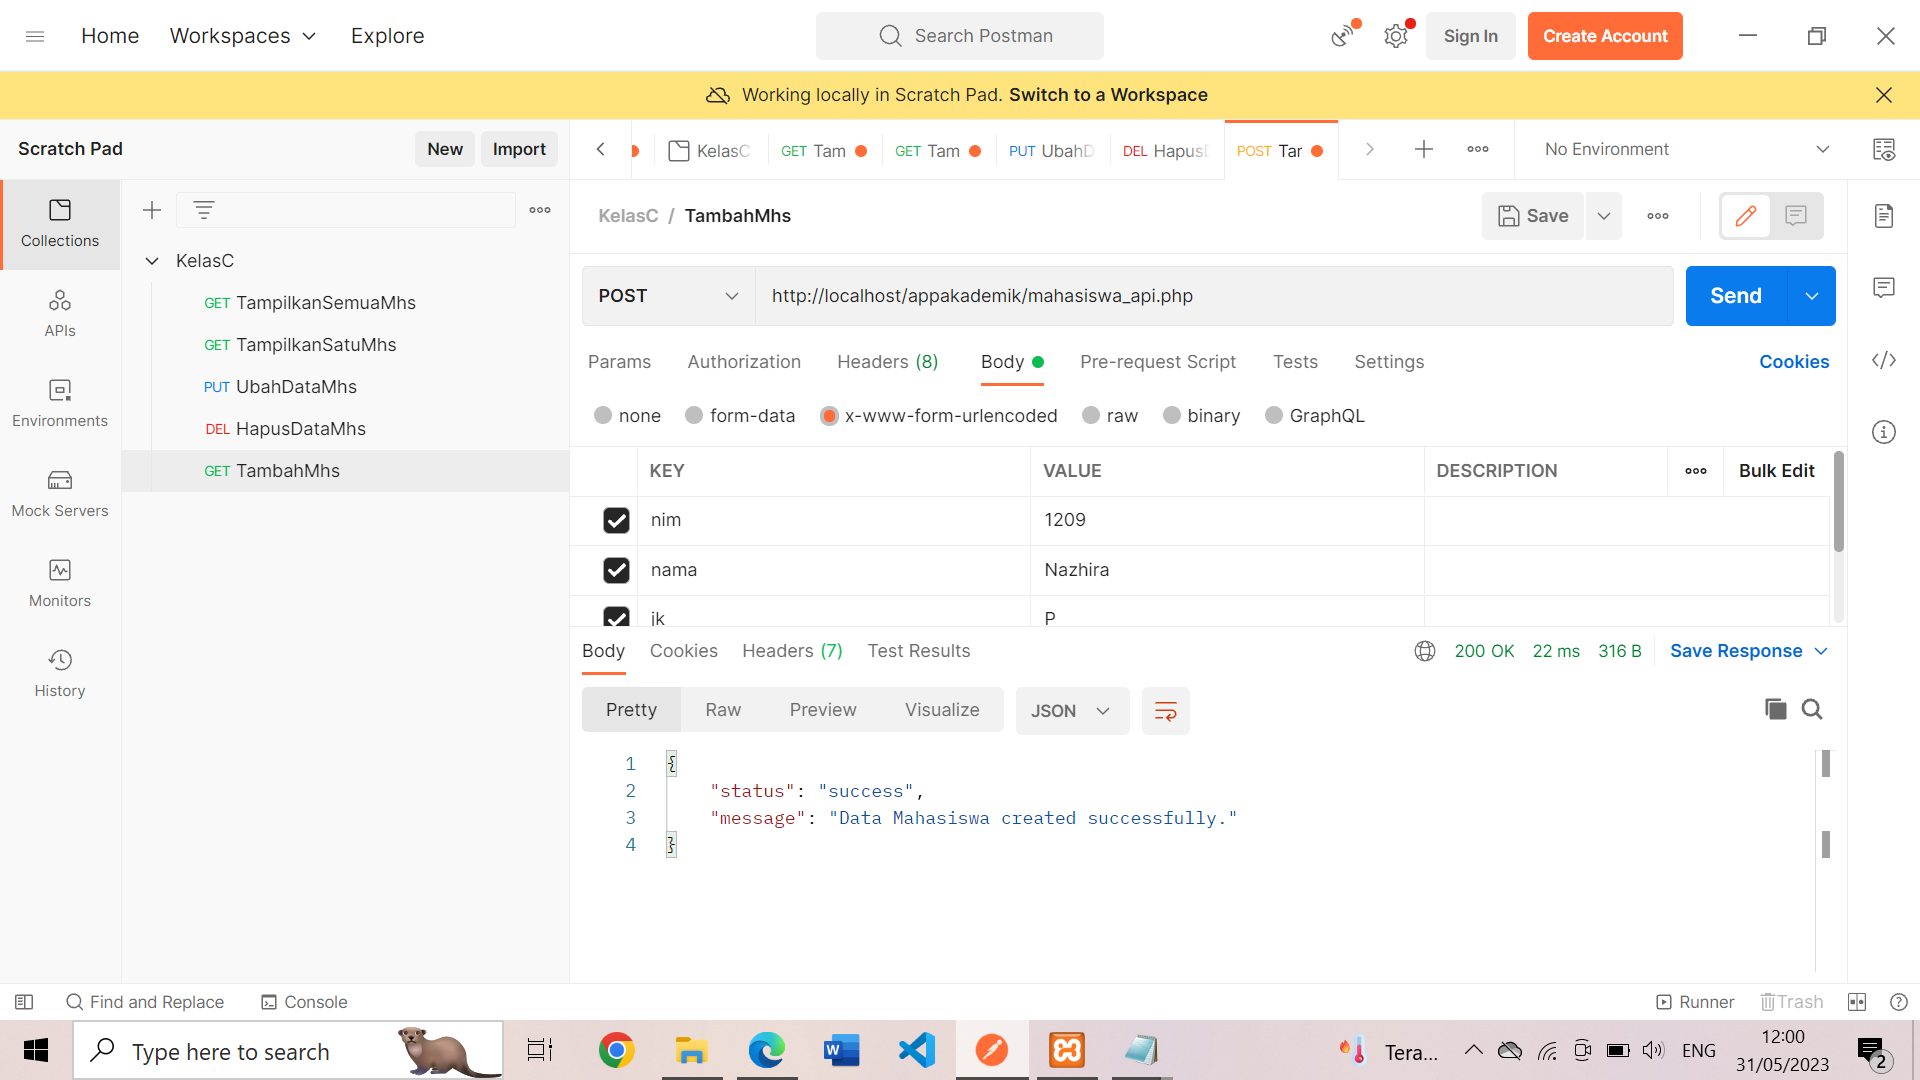 Home Workspaces Explore
Search Postman
Sign In Create Account
Working locally in Scratch Pad. Switch to a Workspace
Scratch Pad New Import
KelasC GET Tam GET Tam PUT UbahD DEL Hapus POST Tar
No Environment
Collections
APIs
Environments
Mock Servers
Monitors
History
KelasC
GET TampilkanSemuaMhs
GET TampilkanSatuMhs
PUT UbahDataMhs
DEL HapusDataMhs
GET TambahMhs
KelasC / TambahMhs Save
POST http://localhost/appakademik/mahasiswa_api.php Send
Params Authorization Headers (8) Body Pre-request Script Tests Settings Cookies
none form-data x-www-form-urlencoded raw binary GraphQL
KEY VALUE DESCRIPTION Bulk Edit
nim 1209
nama Nazhira
jk P
Body Cookies Headers (7) Test Results 200 OK 22 ms 316 B Save Response
Pretty Raw Preview Visualize JSON
1 {
2 "status": "success",
3 "message": "Data Mahasiswa created successfully."
4 }
Find and Replace Console Runner Trash
Type here to search
Tera... ENG
12:00
31/05/2023
2